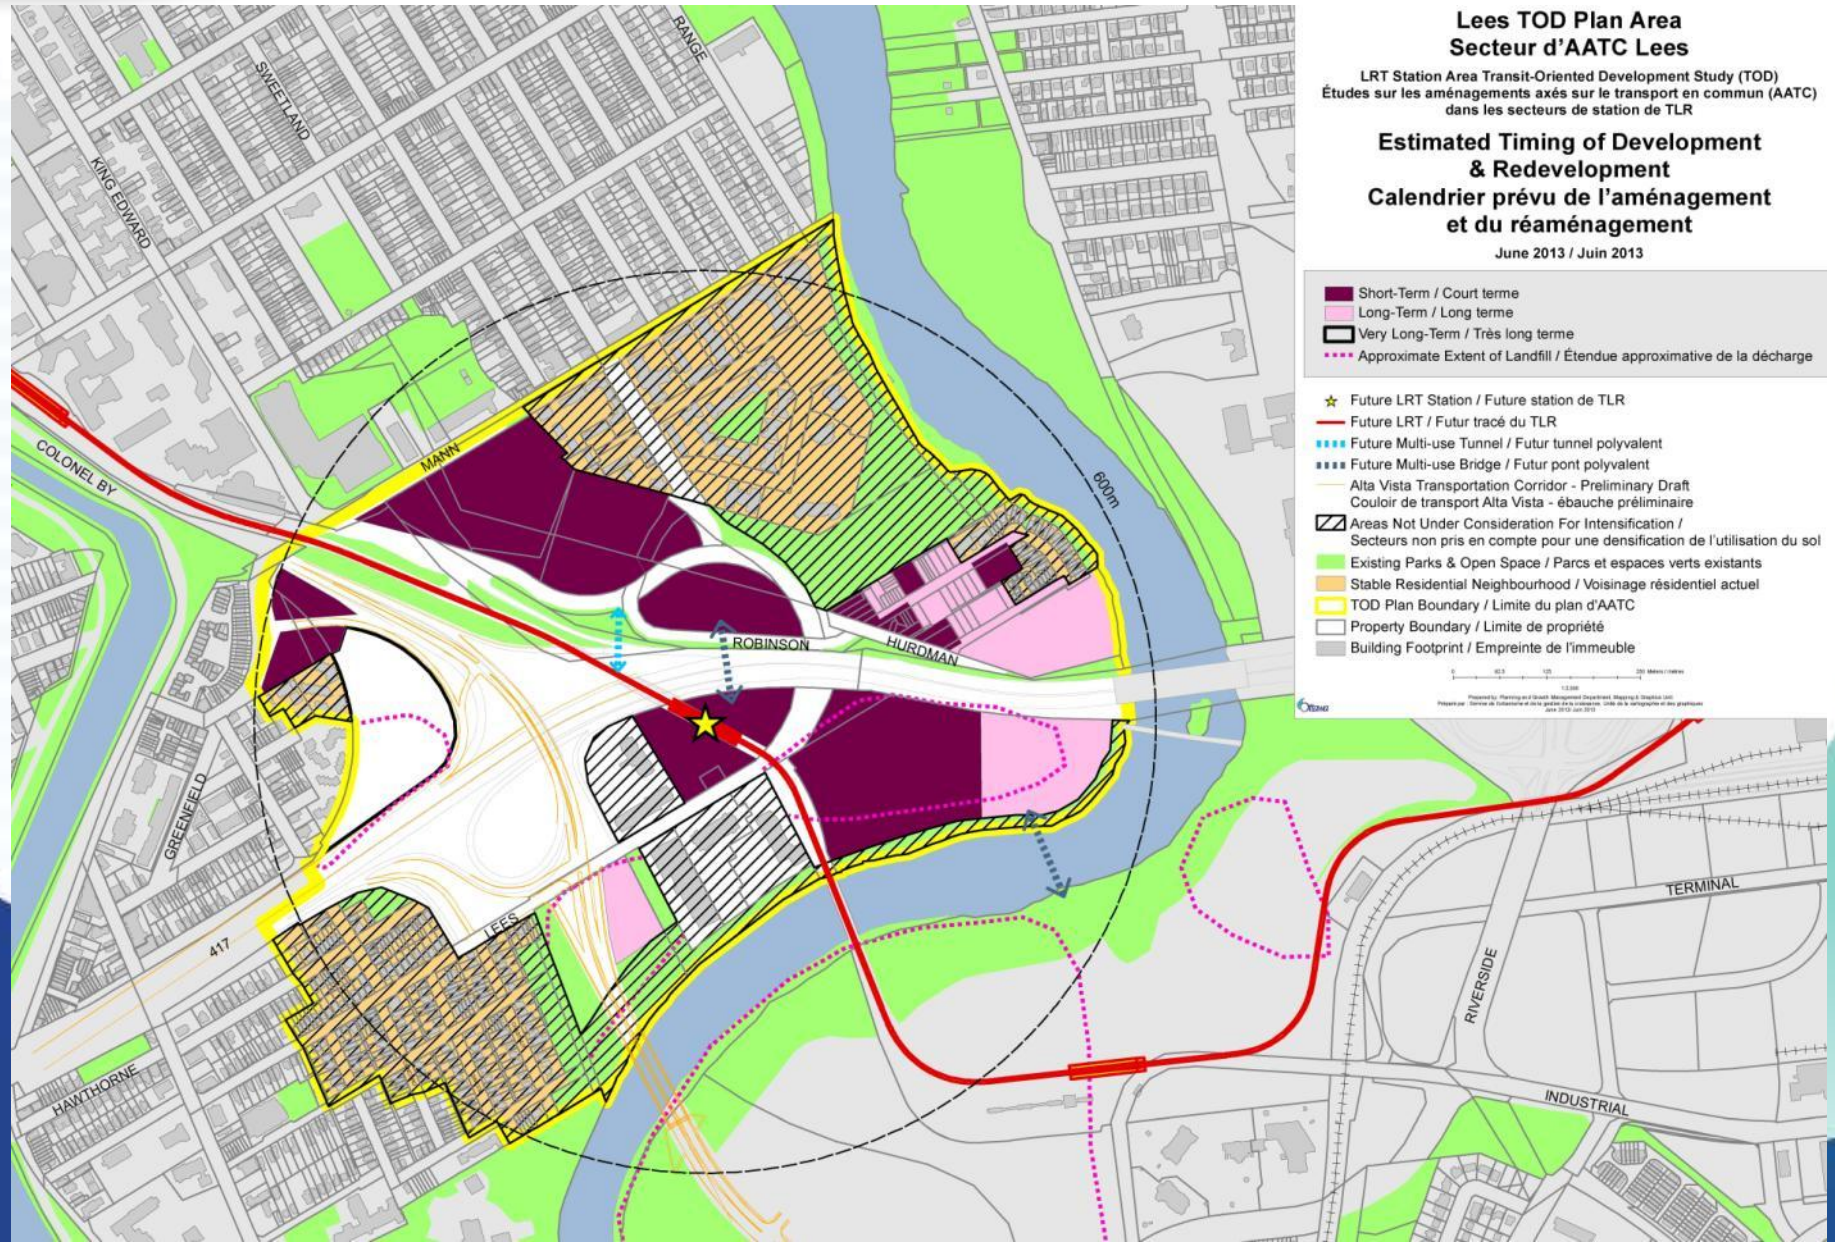 Lees TOD Plan Area
Secteur d'AATC Lees
LRT Station Area Transit-Oriented Development Study (TOD)
Études sur les aménagements axés sur le transport en commun (AATC)
dans les secteurs de station de TLR
Estimated Timing of Development
& Redevelopment
Calendrier prévu de l'aménagement
et du réaménagement
June 2013 / Juin 2013
Short-Term / Court terme
Long-Term / Long terme
Very Long-Term / Très long terme
Approximate Extent of Landfill / Étendue approximative de la décharge
Future LRT Station / Future station de TLR
Future LRT / Futur tracé du TLR
Future Multi-use Tunnel / Futur tunnel polyvalent
Future Multi-use Bridge / Futur pont polyvalent
Alta Vista Transportation Corridor - Preliminary Draft
Couloir de transport Alta Vista - ébauche préliminaire
Areas Not Under Consideration For Intensification /
Secteurs non pris en compte pour une densification de l'utilisation du sol
Existing Parks & Open Space / Parcs et espaces verts existants
Stable Residential Neighbourhood / Voisinage résidentiel actuel
TOD Plan Boundary / Limite du plan d'AATC
Property Boundary / Limite de propriété
Building Footprint / Empreinte de l'immeuble
Ottawa
RANGE
SWEETLAND
KING EDWARD
COLONEL BY
MANN
600m
ROBINSON
HURDMAN
GREENFIELD
417
LEES
HAWTHORNE
TERMINAL
RIVERSIDE
INDUSTRIAL